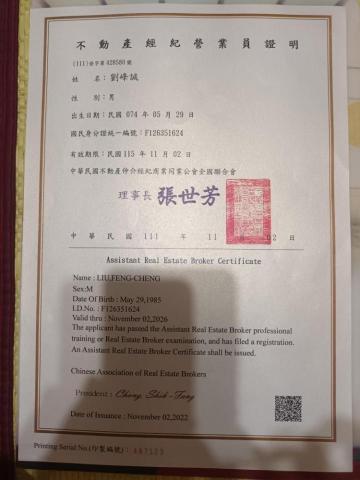 不動產經紀營業員證明
(111)登字第428580號
姓 名：劉峰誠
性 別：男
出生日期：民國 074 年 05 月 29 日
國民身分證統一編號：F126351624
有效期限：民國 115 年 11 月 02 日
中華民國不動產仲介經紀商業同業公會全國聯合會
理事長 張世芳
中 華 民 國 111 年 11 02 日
Assistant Real Estate Broker Certificate
Name : LIU,FENG-CHENG
Sex:M
Date Of Birth : May 29,1985
I.D.No. : F126351624
Valid thru : November 02,2026
The applicant has passed the Assistant Real Estate Broker professional
training or Real Estate Broker examination, and has filed a registration.
An Assistant Real Estate Broker Certificate shall be issued.
Chinese Association of Real Estate Brokers
President : Chang, Shih - Fang
Date of Issuance : November 02,2022
Printing Serial No.(印製編號)：